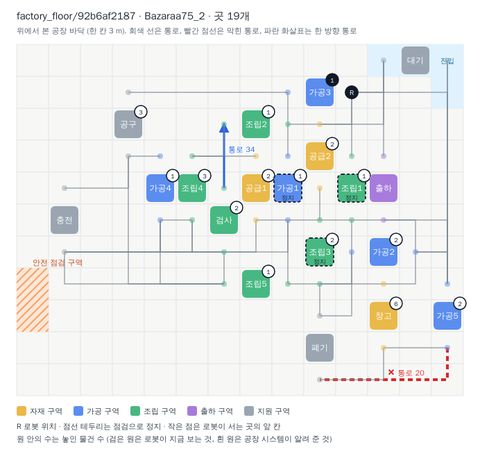 factory_floor/92b6af2187 · Bazaraa75_2 · 곳 19개
위에서 본 공장 바닥 (한 칸 3 m). 회색 선은 통로, 빨간 점선은 막힌 통로, 파란 화살표는 한 방향 통로
대기
진입
가공3
1
R
공구
3
조립2
1
통로 34
공급2
2
가공4
1
조립4
3
공급1
2
가공1
1
정지
조립1
1
정지
출하
충전
검사
2
조립3
2
정지
가공2
2
안전 점검 구역
조립5
1
창고
6
가공5
2
폐기
✖ 통로 20
자재 구역
가공 구역
조립 구역
출하 구역
지원 구역
R 로봇 위치 · 점선 테두리는 점검으로 정지 · 작은 점은 로봇이 서는 곳의 앞 칸
원 안의 수는 놓인 물건 수 (검은 원은 로봇이 지금 보는 것, 흰 원은 공장 시스템이 알려 준 것)